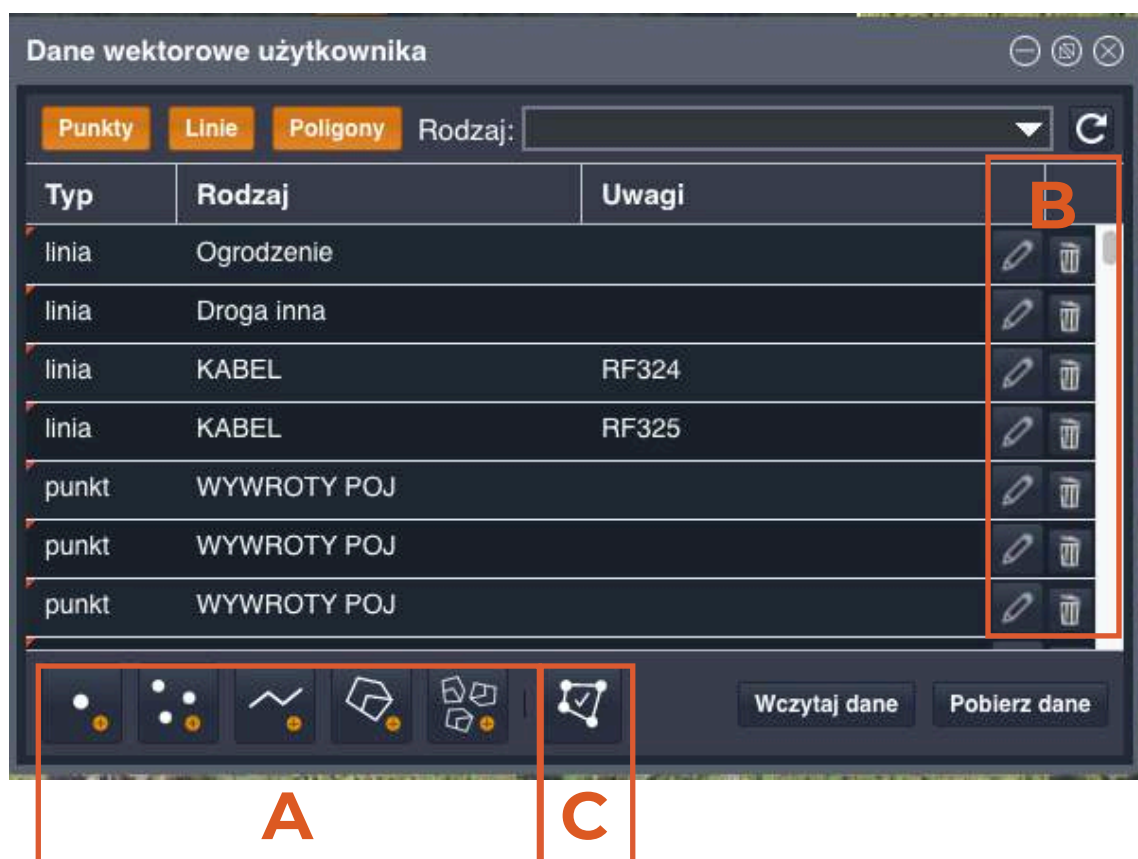 Dane wektorowe użytkownika
Punkty Linie Poligony Rodzaj:
Typ Rodzaj Uwagi B
linia Ogrodzenie
linia Droga inna
linia KABEL RF324
linia KABEL RF325
punkt WYWROTY POJ
punkt WYWROTY POJ
punkt WYWROTY POJ
Wczytaj dane Pobierz dane
A C